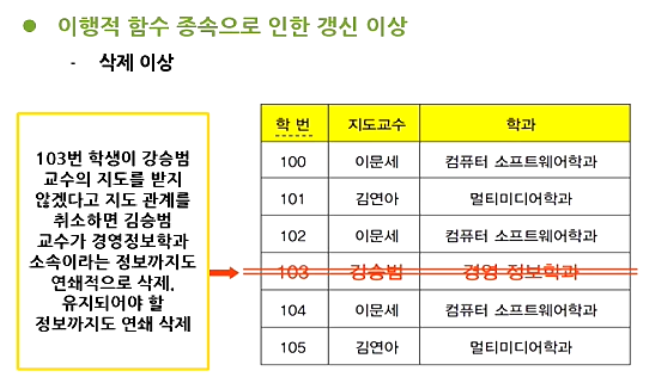 이행적 함수 종속으로 인한 갱신 이상
- 삭제 이상
103번 학생이 강승범
교수의 지도를 받지
않겠다고 지도 관계를
취소하면 김승범
교수가 경영정보학과
소속이라는 정보까지도
연쇄적으로 삭제.
유지되어야 할
정보까지도 연쇄 삭제
학 번 지도교수 학과
100 이문세 컴퓨터 소프트웨어학과
101 김연아 멀티미디어학과
102 이문세 컴퓨터 소프트웨어학과
103 김승범 경영 정보학과
104 이문세 컴퓨터 소프트웨어학과
105 김연아 멀티미디어학과